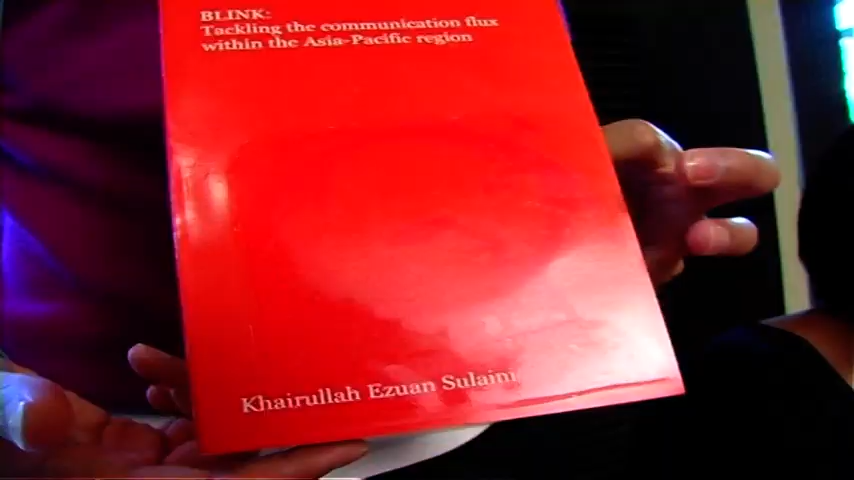 BLINK:
Tackling the communication flux
within the Asia-Pacific region
Khairullah Ezuan Sulaini